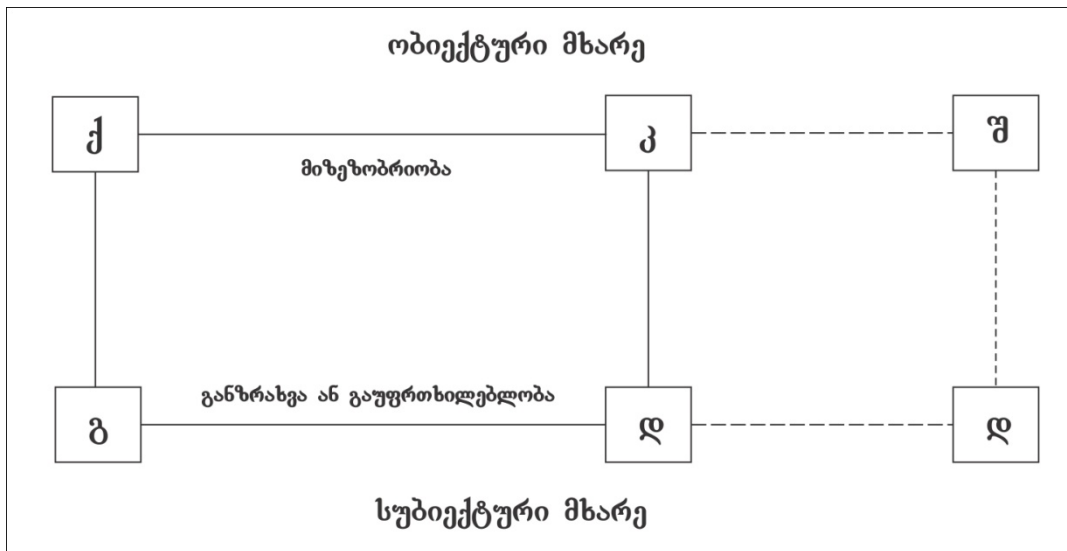 ობიექტური მხარე
ქ
კ
შ
მიზეზობრიობა
განზრახვა ან გაუფრთხილებლობა
გ
დ
დ
სუბიექტური მხარე